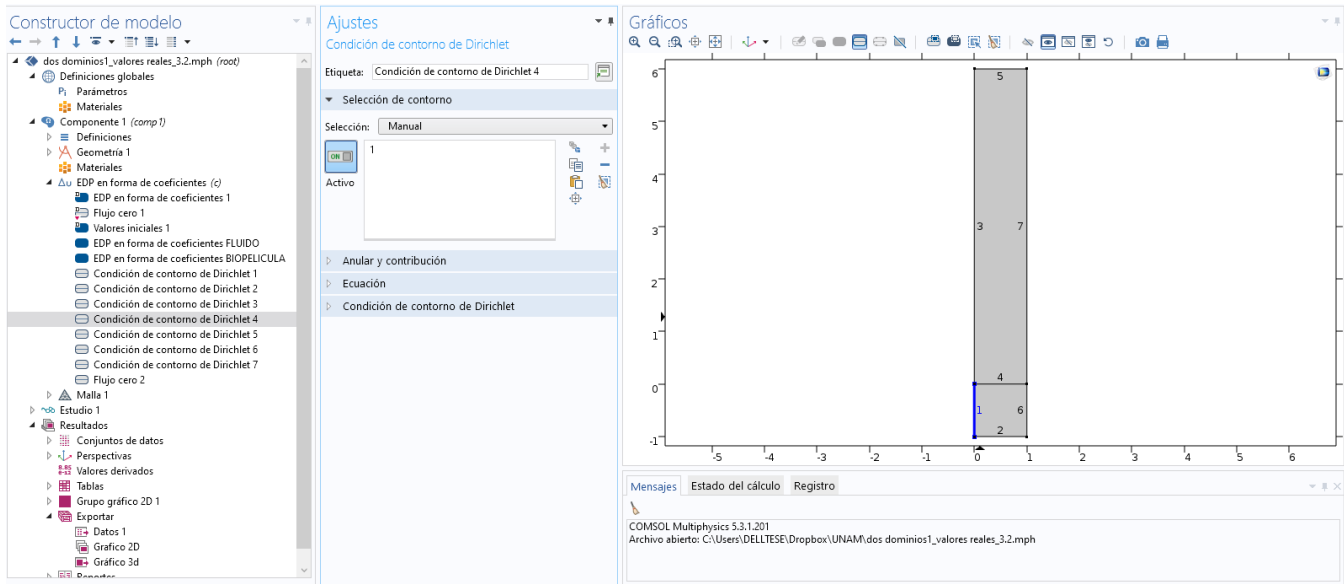 Constructor de modelo
dos dominios1_valores reales_3.2.mph (root)
Definiciones globales
Pi Parámetros
Materiales
Componente 1 (comp1)
Definiciones
Geometría 1
Materiales
Δu EDP en forma de coeficientes (c)
EDP en forma de coeficientes 1
Flujo cero 1
Valores iniciales 1
EDP en forma de coeficientes FLUIDO
EDP en forma de coeficientes BIOPELICULA
Condición de contorno de Dirichlet 1
Condición de contorno de Dirichlet 2
Condición de contorno de Dirichlet 3
Condición de contorno de Dirichlet 4
Condición de contorno de Dirichlet 5
Condición de contorno de Dirichlet 6
Condición de contorno de Dirichlet 7
Flujo cero 2
Malla 1
Estudio 1
Resultados
Conjuntos de datos
Perspectivas
8.85
e-12 Valores derivados
Tablas
Grupo gráfico 2D 1
Exportar
Datos 1
Grafico 2D
Gráfico 3d
Reportes
Ajustes
Condición de contorno de Dirichlet
Etiqueta: Condición de contorno de Dirichlet 4
Selección de contorno
Selección: Manual
ON
1
Activo
Anular y contribución
Ecuación
Condición de contorno de Dirichlet
Gráficos
6
5
4
3
2
1
0
-1
5
3 7
4
1 6
2
-5 -4 -3 -2 -1 0 1 2 3 4 5 6
Mensajes Estado del cálculo Registro
COMSOL Multiphysics 5.3.1.201
Archivo abierto: C:\Users\DELLTESE\Dropbox\UNAM\dos dominios1_valores reales_3.2.mph